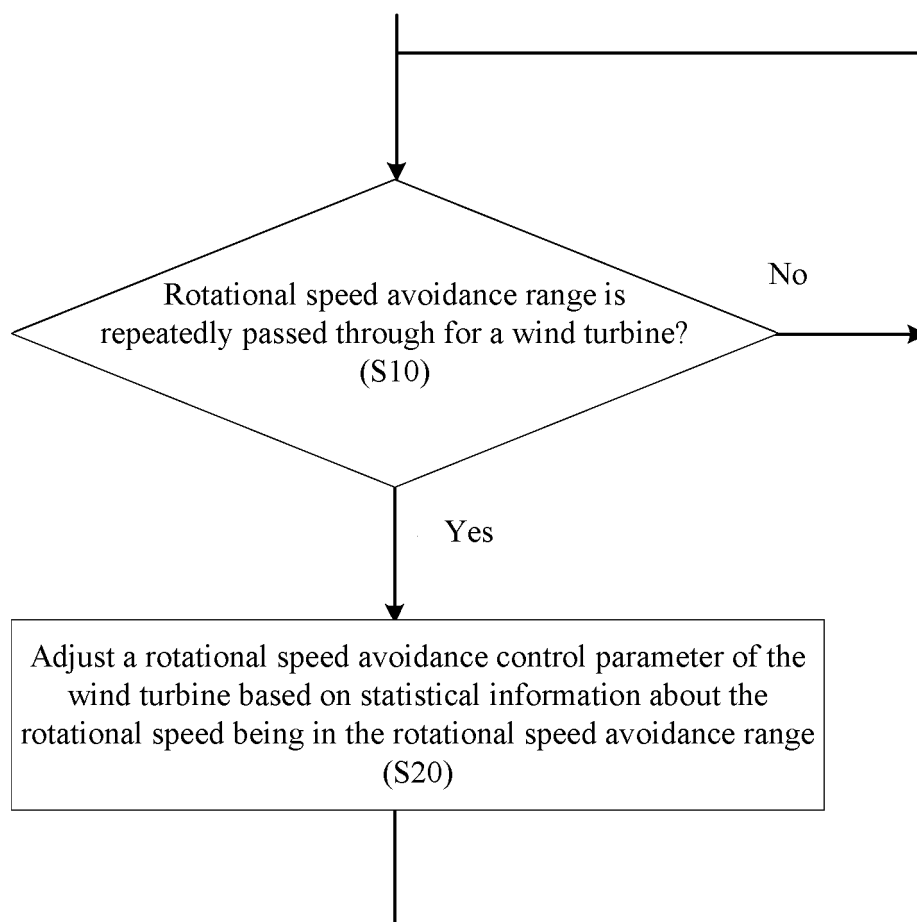 Rotational speed avoidance range is
repeatedly passed through for a wind turbine?
(S10)
No
Yes
Adjust a rotational speed avoidance control parameter of the
wind turbine based on statistical information about the
rotational speed being in the rotational speed avoidance range
(S20)